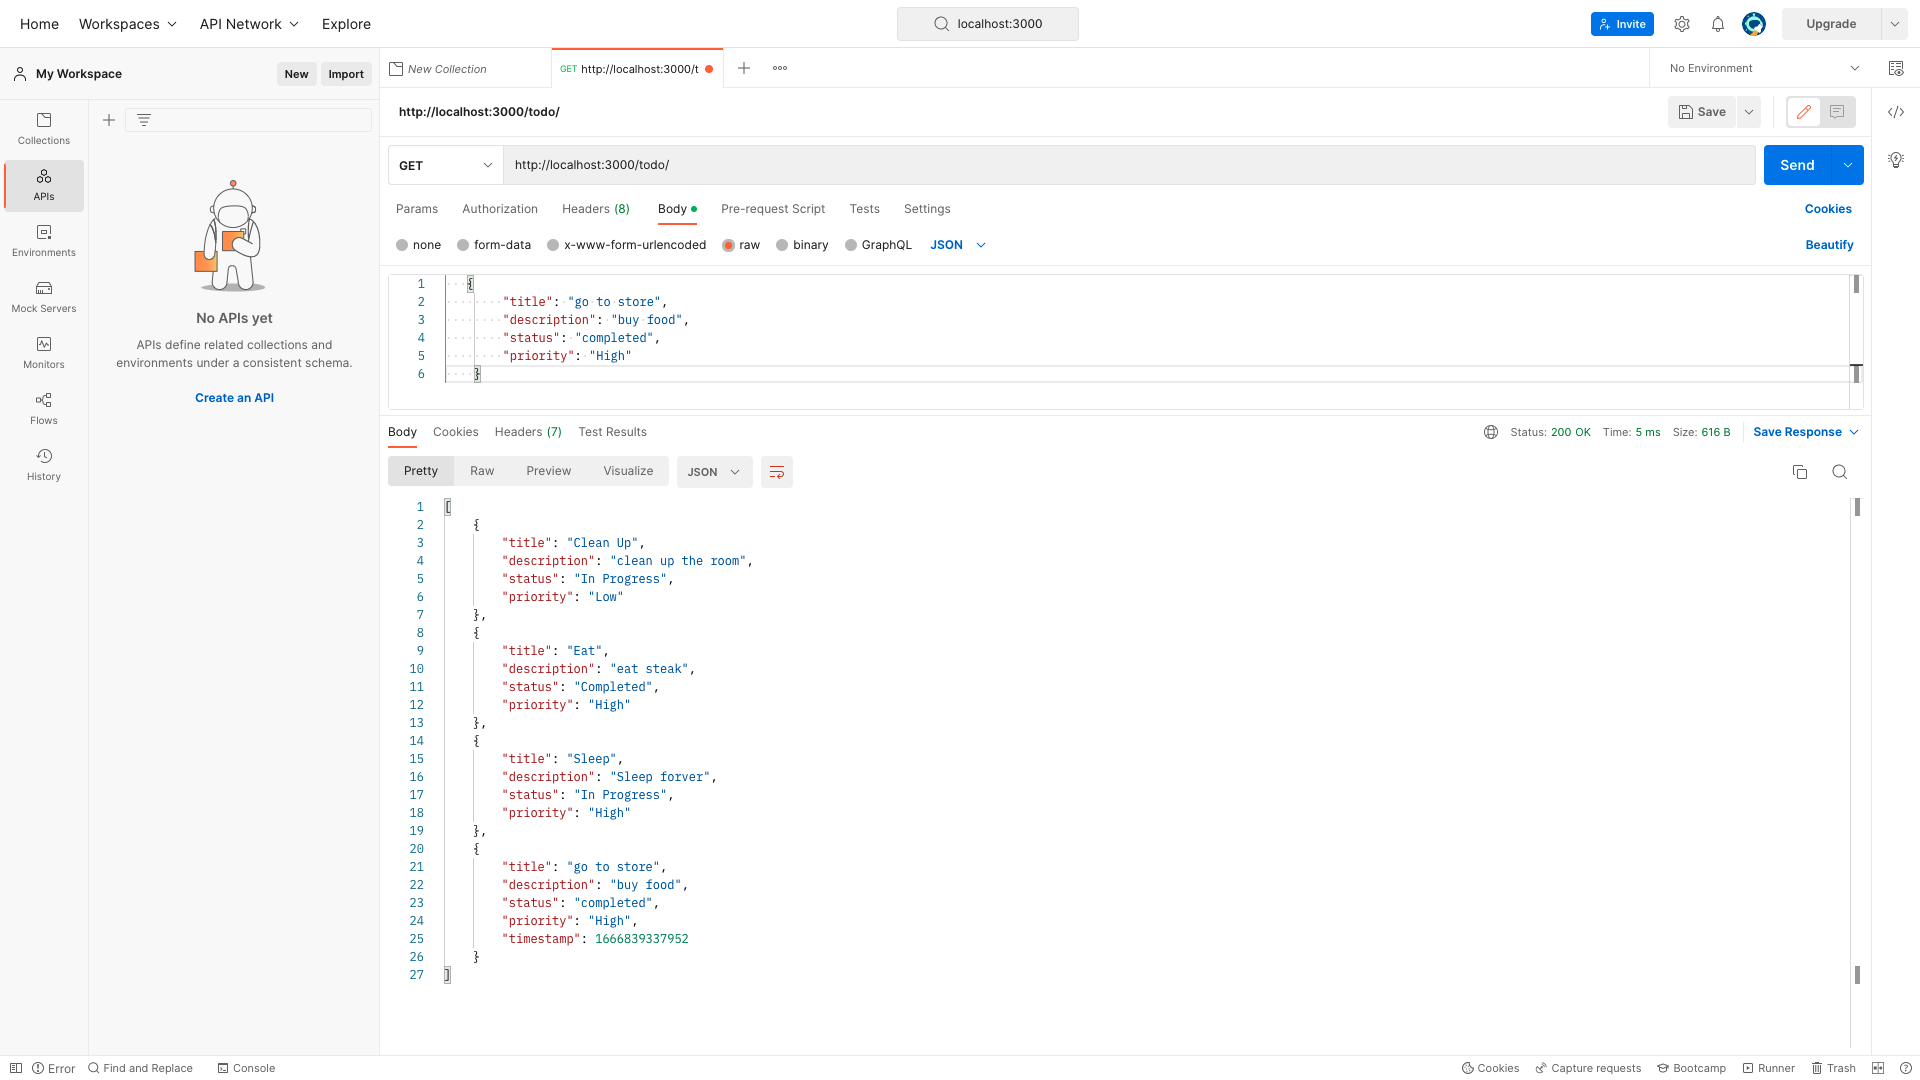 Home Workspaces API Network Explore localhost:3000 Invite Upgrade
My Workspace New Import New Collection GET http://localhost:3000/t No Environment
http://localhost:3000/todo/ Save
Collections
APIs
Environments
Mock Servers
Monitors
Flows
History
No APIs yet
APIs define related collections and
environments under a consistent schema.
Create an API
GET http://localhost:3000/todo/ Send
Params Authorization Headers (8) Body Pre-request Script Tests Settings Cookies
none form-data x-www-form-urlencoded raw binary GraphQL JSON Beautify
1 {
2 "title": "go to store",
3 "description": "buy food",
4 "status": "completed",
5 "priority": "High"
6 }
Body Cookies Headers (7) Test Results Status: 200 OK Time: 5 ms Size: 616 B Save Response
Pretty Raw Preview Visualize JSON
1 [
2 {
3 "title": "Clean Up",
4 "description": "clean up the room",
5 "status": "In Progress",
6 "priority": "Low"
7 },
8 {
9 "title": "Eat",
10 "description": "eat steak",
11 "status": "Completed",
12 "priority": "High"
13 },
14 {
15 "title": "Sleep",
16 "description": "Sleep forver",
17 "status": "In Progress",
18 "priority": "High"
19 },
20 {
21 "title": "go to store",
22 "description": "buy food",
23 "status": "completed",
24 "priority": "High",
25 "timestamp": 1666839337952
26 }
27 ]
Error Find and Replace Console Cookies Capture requests Bootcamp Runner Trash